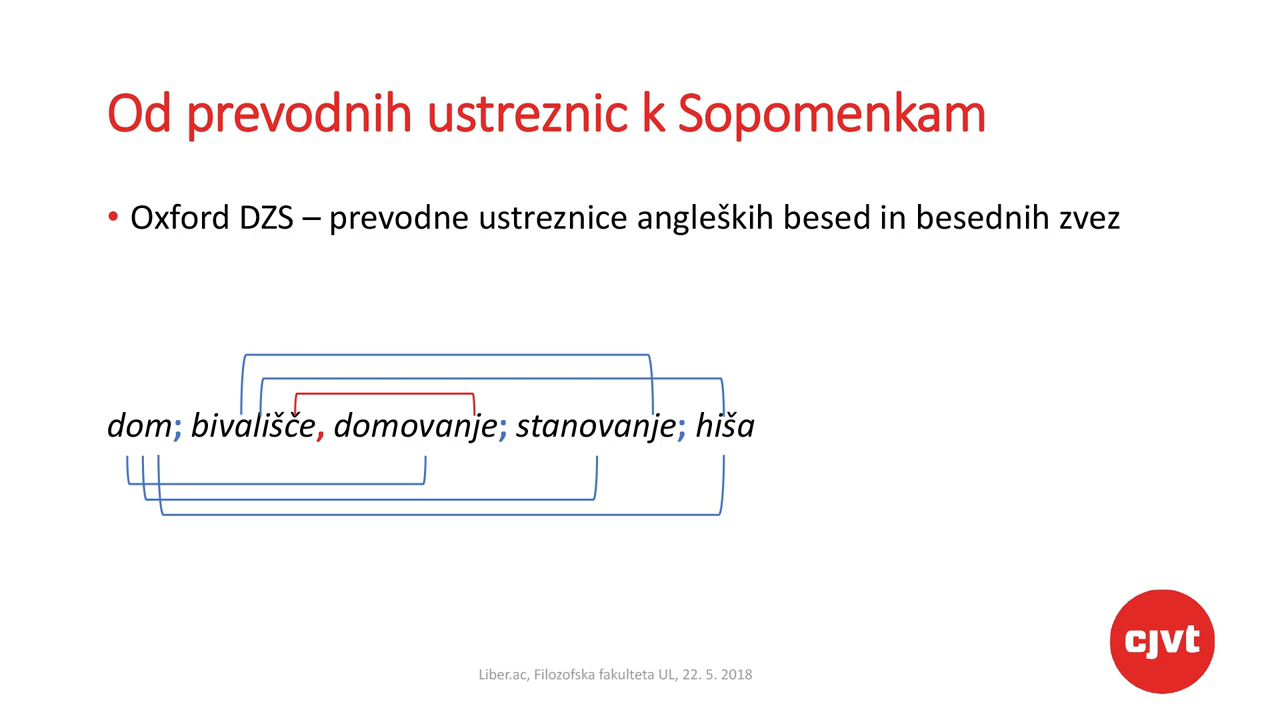 Od prevodnih ustreznic k Sopomenkam
• Oxford DZS – prevodne ustreznice angleških besed in besednih zvez
dom; bivališče, domovanje; stanovanje; hiša
cjvt
Liber.ac, Filozofska fakulteta UL, 22. 5. 2018